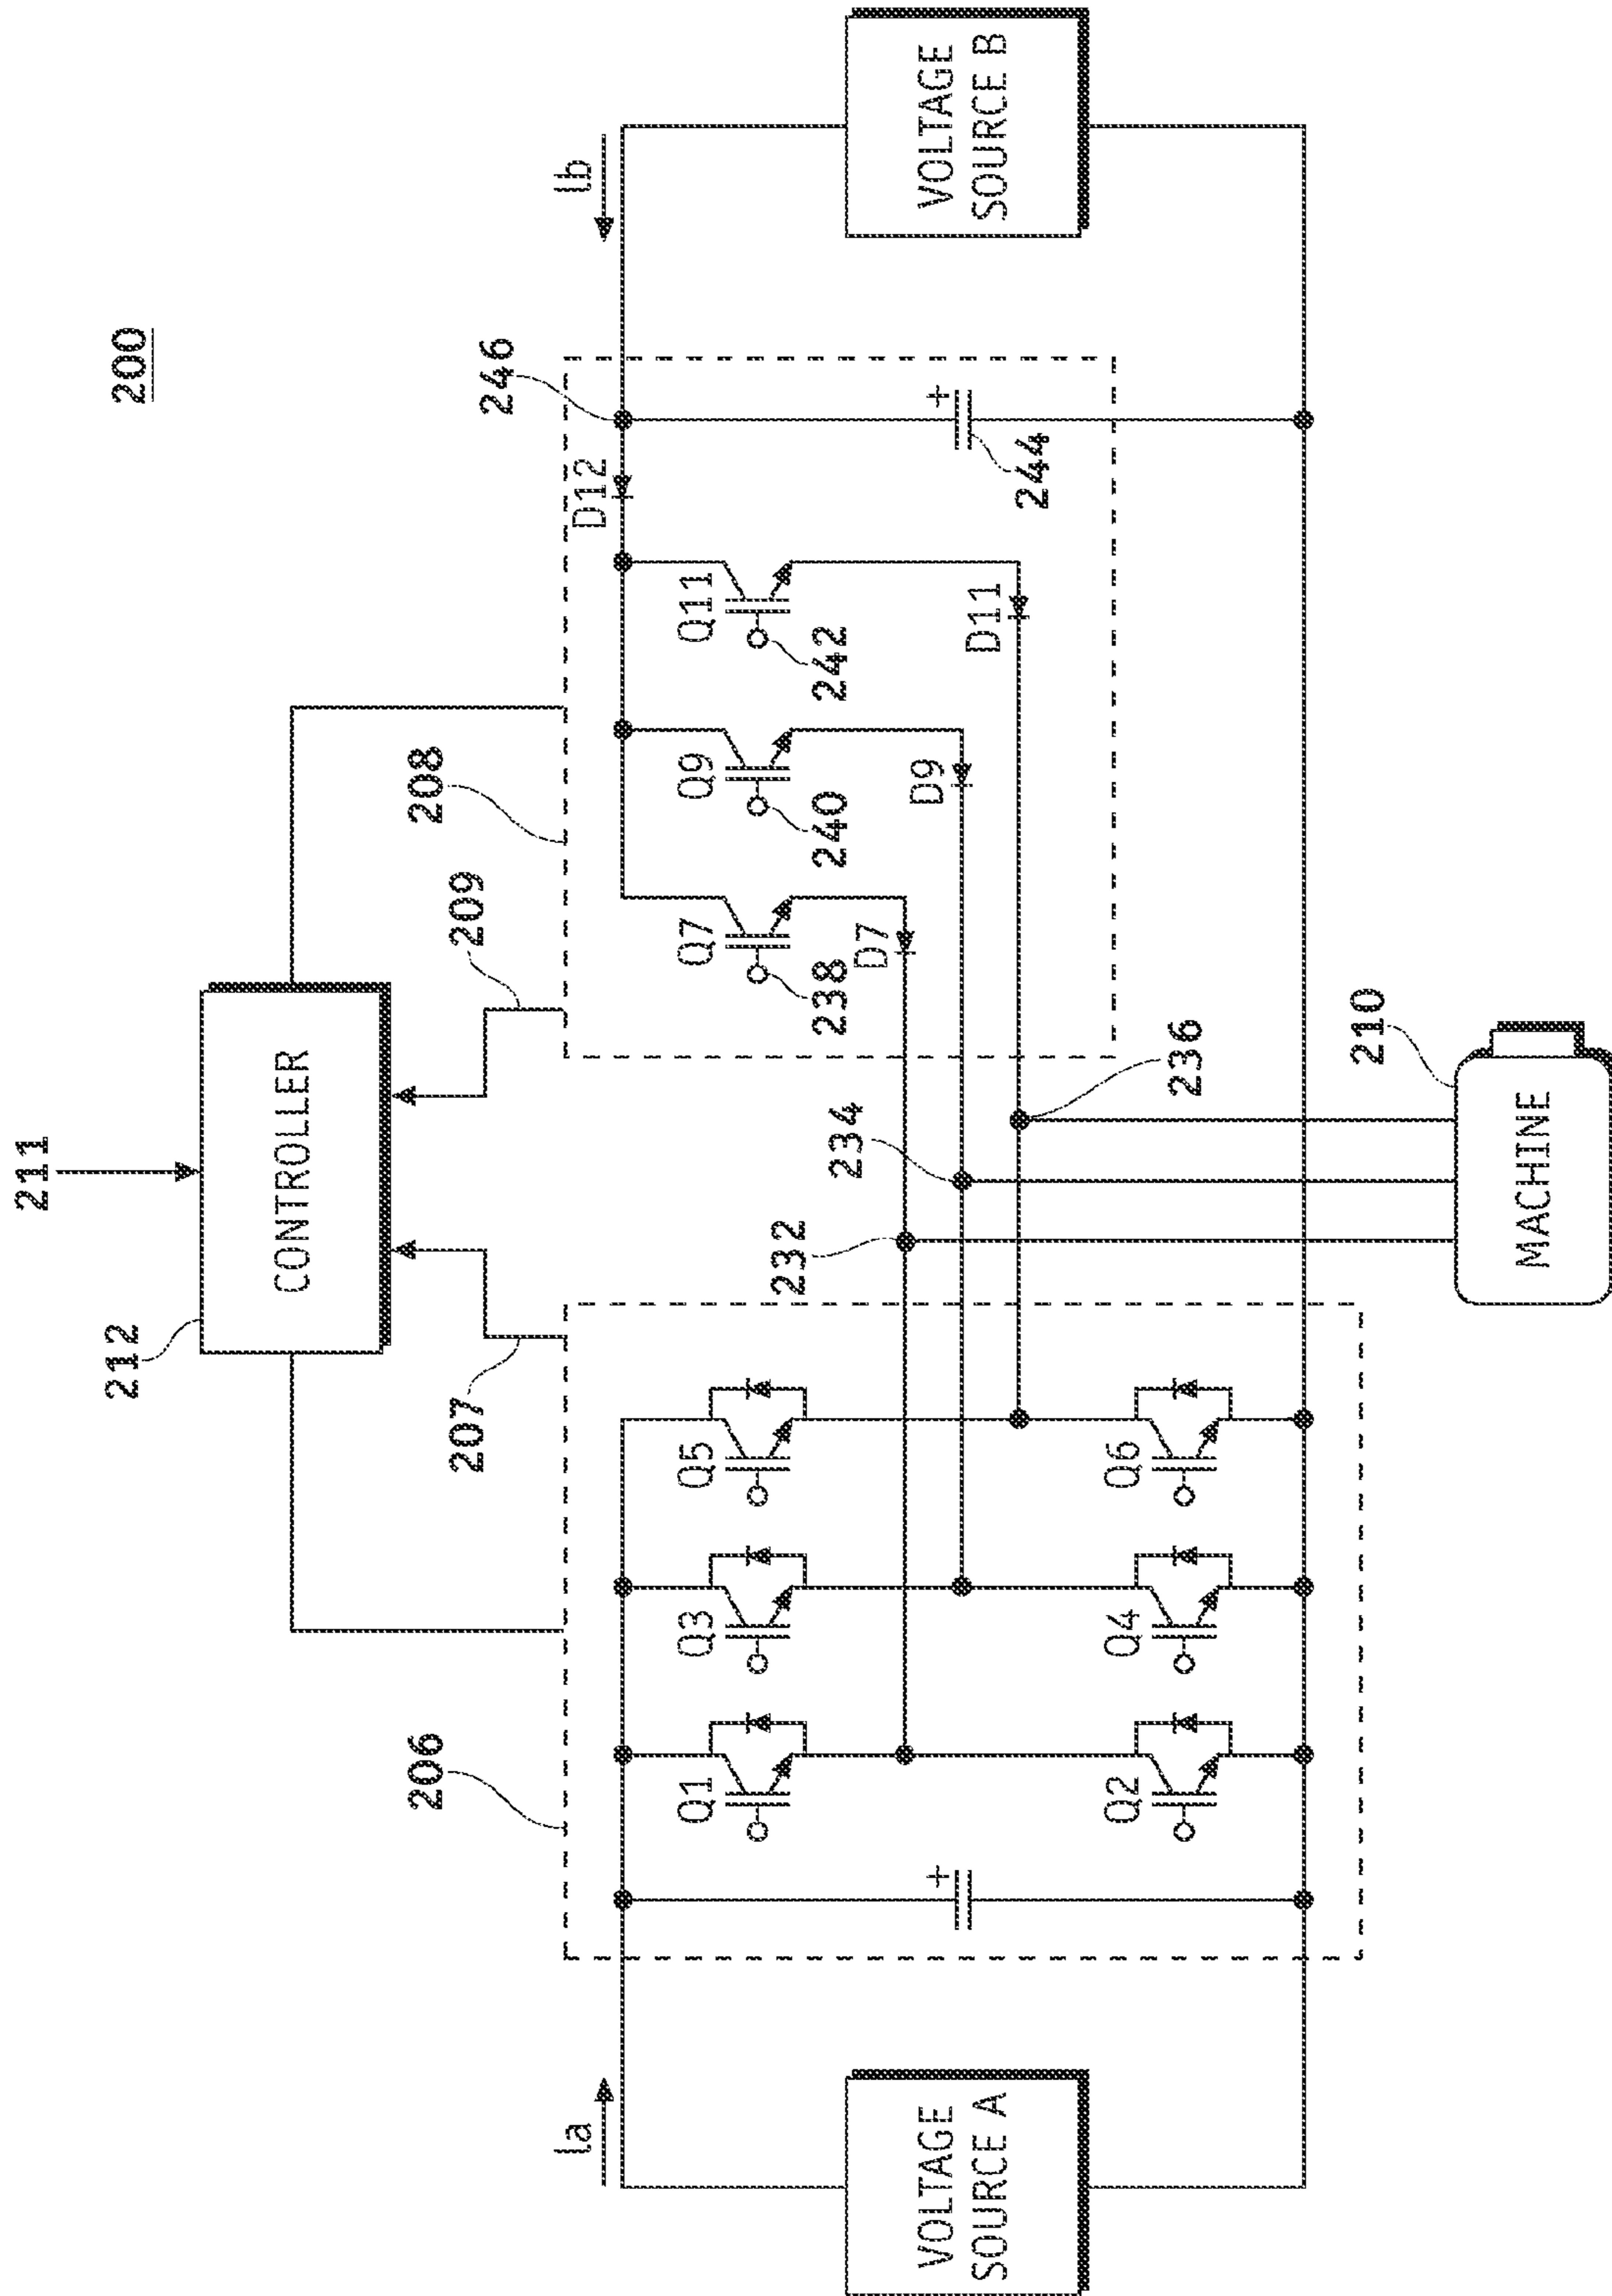 200
211
212
CONTROLLER
207
209
206
208
246
Ia
Ib
VOLTAGE
SOURCE A
VOLTAGE
SOURCE B
Q1
Q3
Q5
Q7
Q9
Q11
D12
238
240
242
D7
D9
D11
+
+
244
232
234
236
Q2
Q4
Q6
210
MACHINE